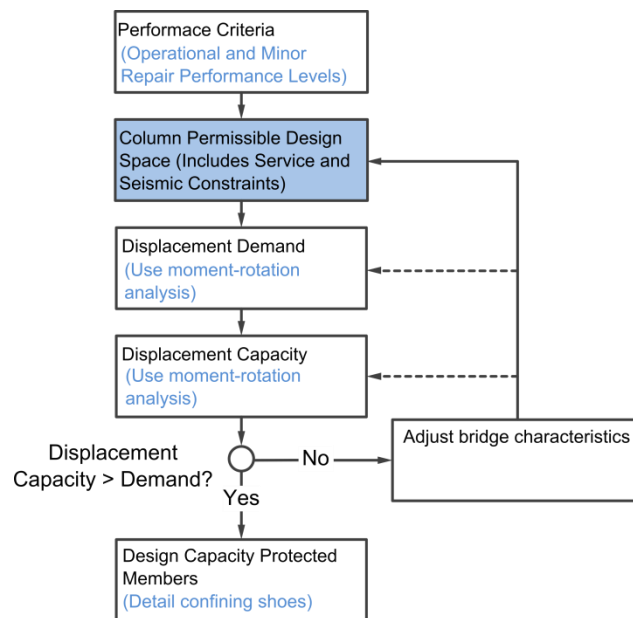 Performace Criteria
(Operational and Minor
Repair Performance Levels)
Column Permissible Design
Space (Includes Service and
Seismic Constraints)
Displacement Demand
(Use moment-rotation
analysis)
Displacement Capacity
(Use moment-rotation
analysis)
Displacement
Capacity > Demand?
No
Adjust bridge characteristics
Yes
Design Capacity Protected
Members
(Detail confining shoes)